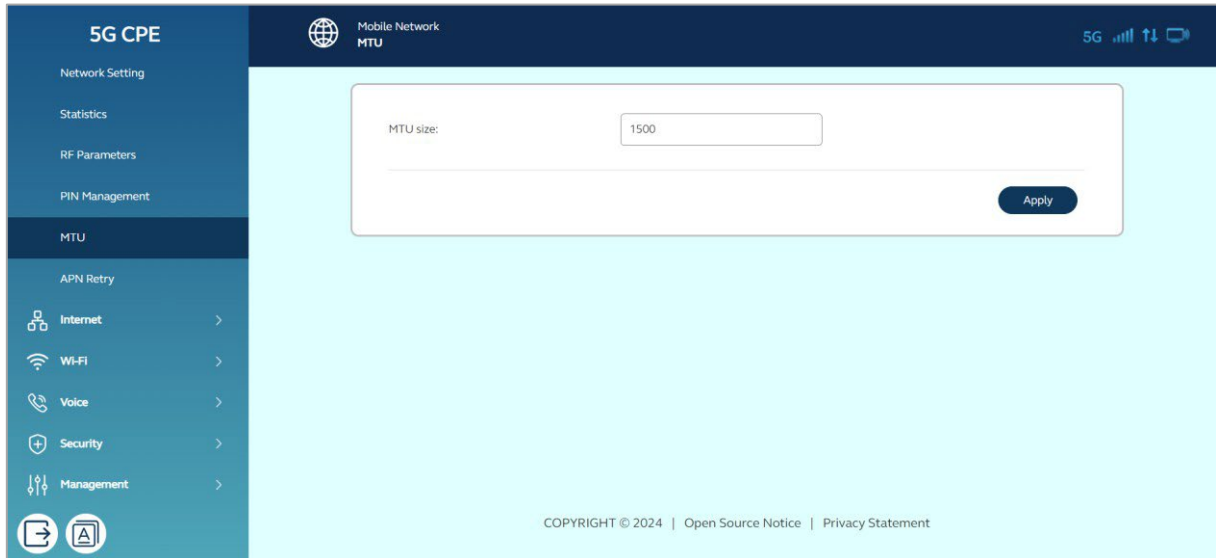 5G CPE
Network Setting
Statistics
RF Parameters
PIN Management
MTU
APN Retry
Internet
Wi-Fi
Voice
Security
Management
A
Mobile Network
MTU
5G
MTU size:
1500
Apply
COPYRIGHT © 2024 | Open Source Notice | Privacy Statement